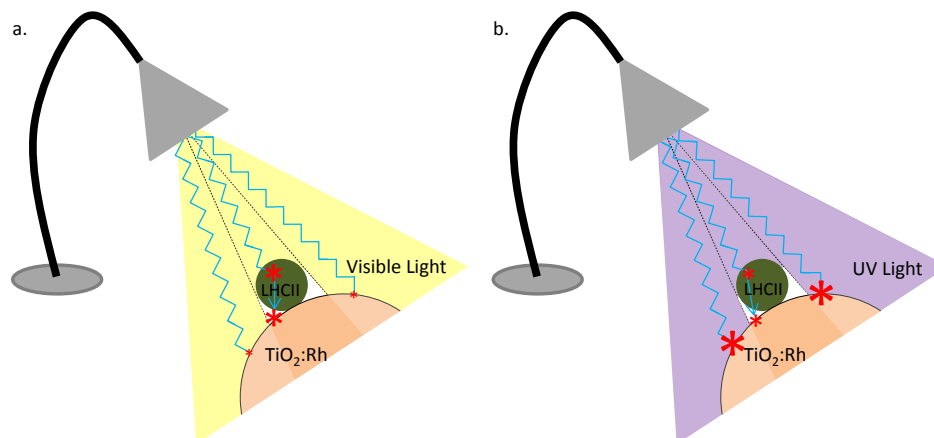 a.
Visible Light
LHCII
TiO₂:Rh
b.
UV Light
LHCII
TiO₂:Rh